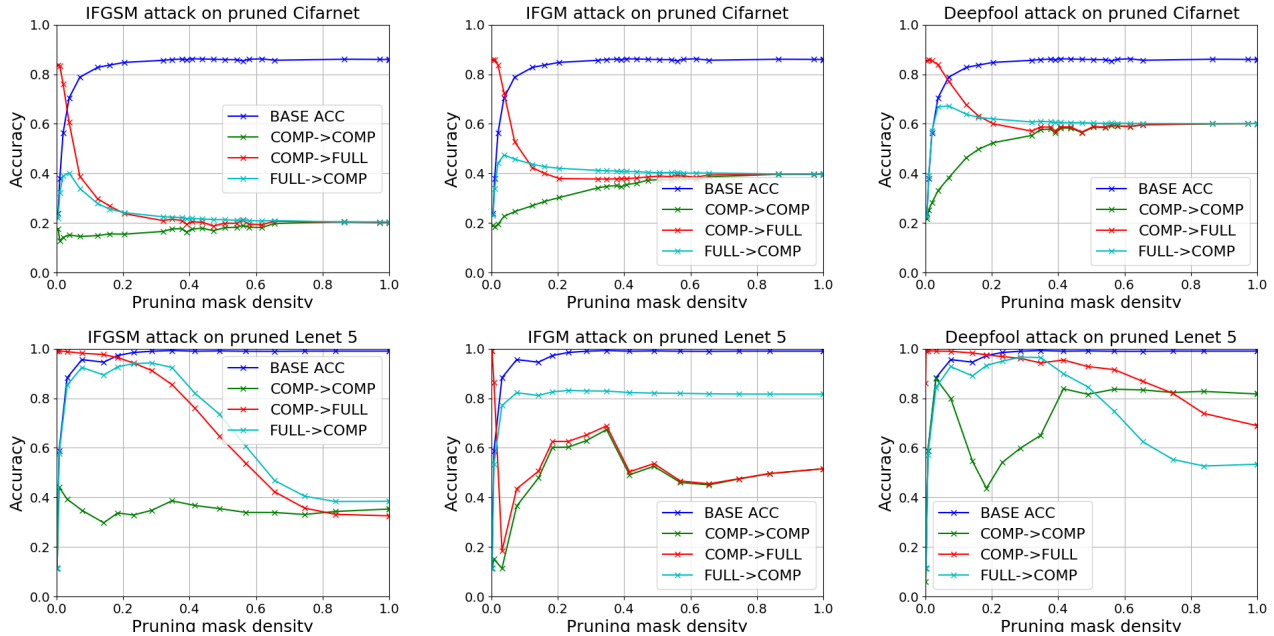 IFGSM attack on pruned Cifarnet
Accuracy
0.0 0.2 0.4 0.6 0.8 1.0
0.0 0.2 0.4 0.6 0.8 1.0
BASE ACC
COMP->COMP
COMP->FULL
FULL->COMP
Pruning mask density
IFGM attack on pruned Cifarnet
Accuracy
0.0 0.2 0.4 0.6 0.8 1.0
0.0 0.2 0.4 0.6 0.8 1.0
BASE ACC
COMP->COMP
COMP->FULL
FULL->COMP
Pruning mask density
Deepfool attack on pruned Cifarnet
Accuracy
0.0 0.2 0.4 0.6 0.8 1.0
0.0 0.2 0.4 0.6 0.8 1.0
BASE ACC
COMP->COMP
COMP->FULL
FULL->COMP
Pruning mask density
IFGSM attack on pruned Lenet 5
Accuracy
0.0 0.2 0.4 0.6 0.8 1.0
0.0 0.2 0.4 0.6 0.8 1.0
BASE ACC
COMP->COMP
COMP->FULL
FULL->COMP
Pruning mask density
IFGM attack on pruned Lenet 5
Accuracy
0.0 0.2 0.4 0.6 0.8 1.0
0.0 0.2 0.4 0.6 0.8 1.0
BASE ACC
COMP->COMP
COMP->FULL
FULL->COMP
Pruning mask density
Deepfool attack on pruned Lenet 5
Accuracy
0.0 0.2 0.4 0.6 0.8 1.0
0.0 0.2 0.4 0.6 0.8 1.0
BASE ACC
COMP->COMP
COMP->FULL
FULL->COMP
Pruning mask density